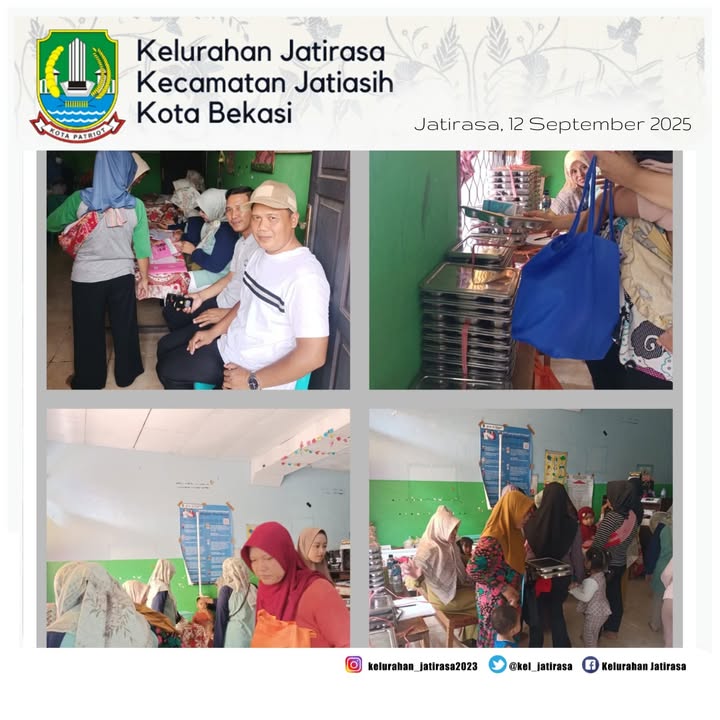 Kelurahan Jatirasa
Kecamatan Jatiasih
Kota Bekasi
KOTA PATRIOT
Jatirasa, 12 September 2025
kelurahan_jatirasa2023
@kel_jatirasa
Kelurahan Jatirasa